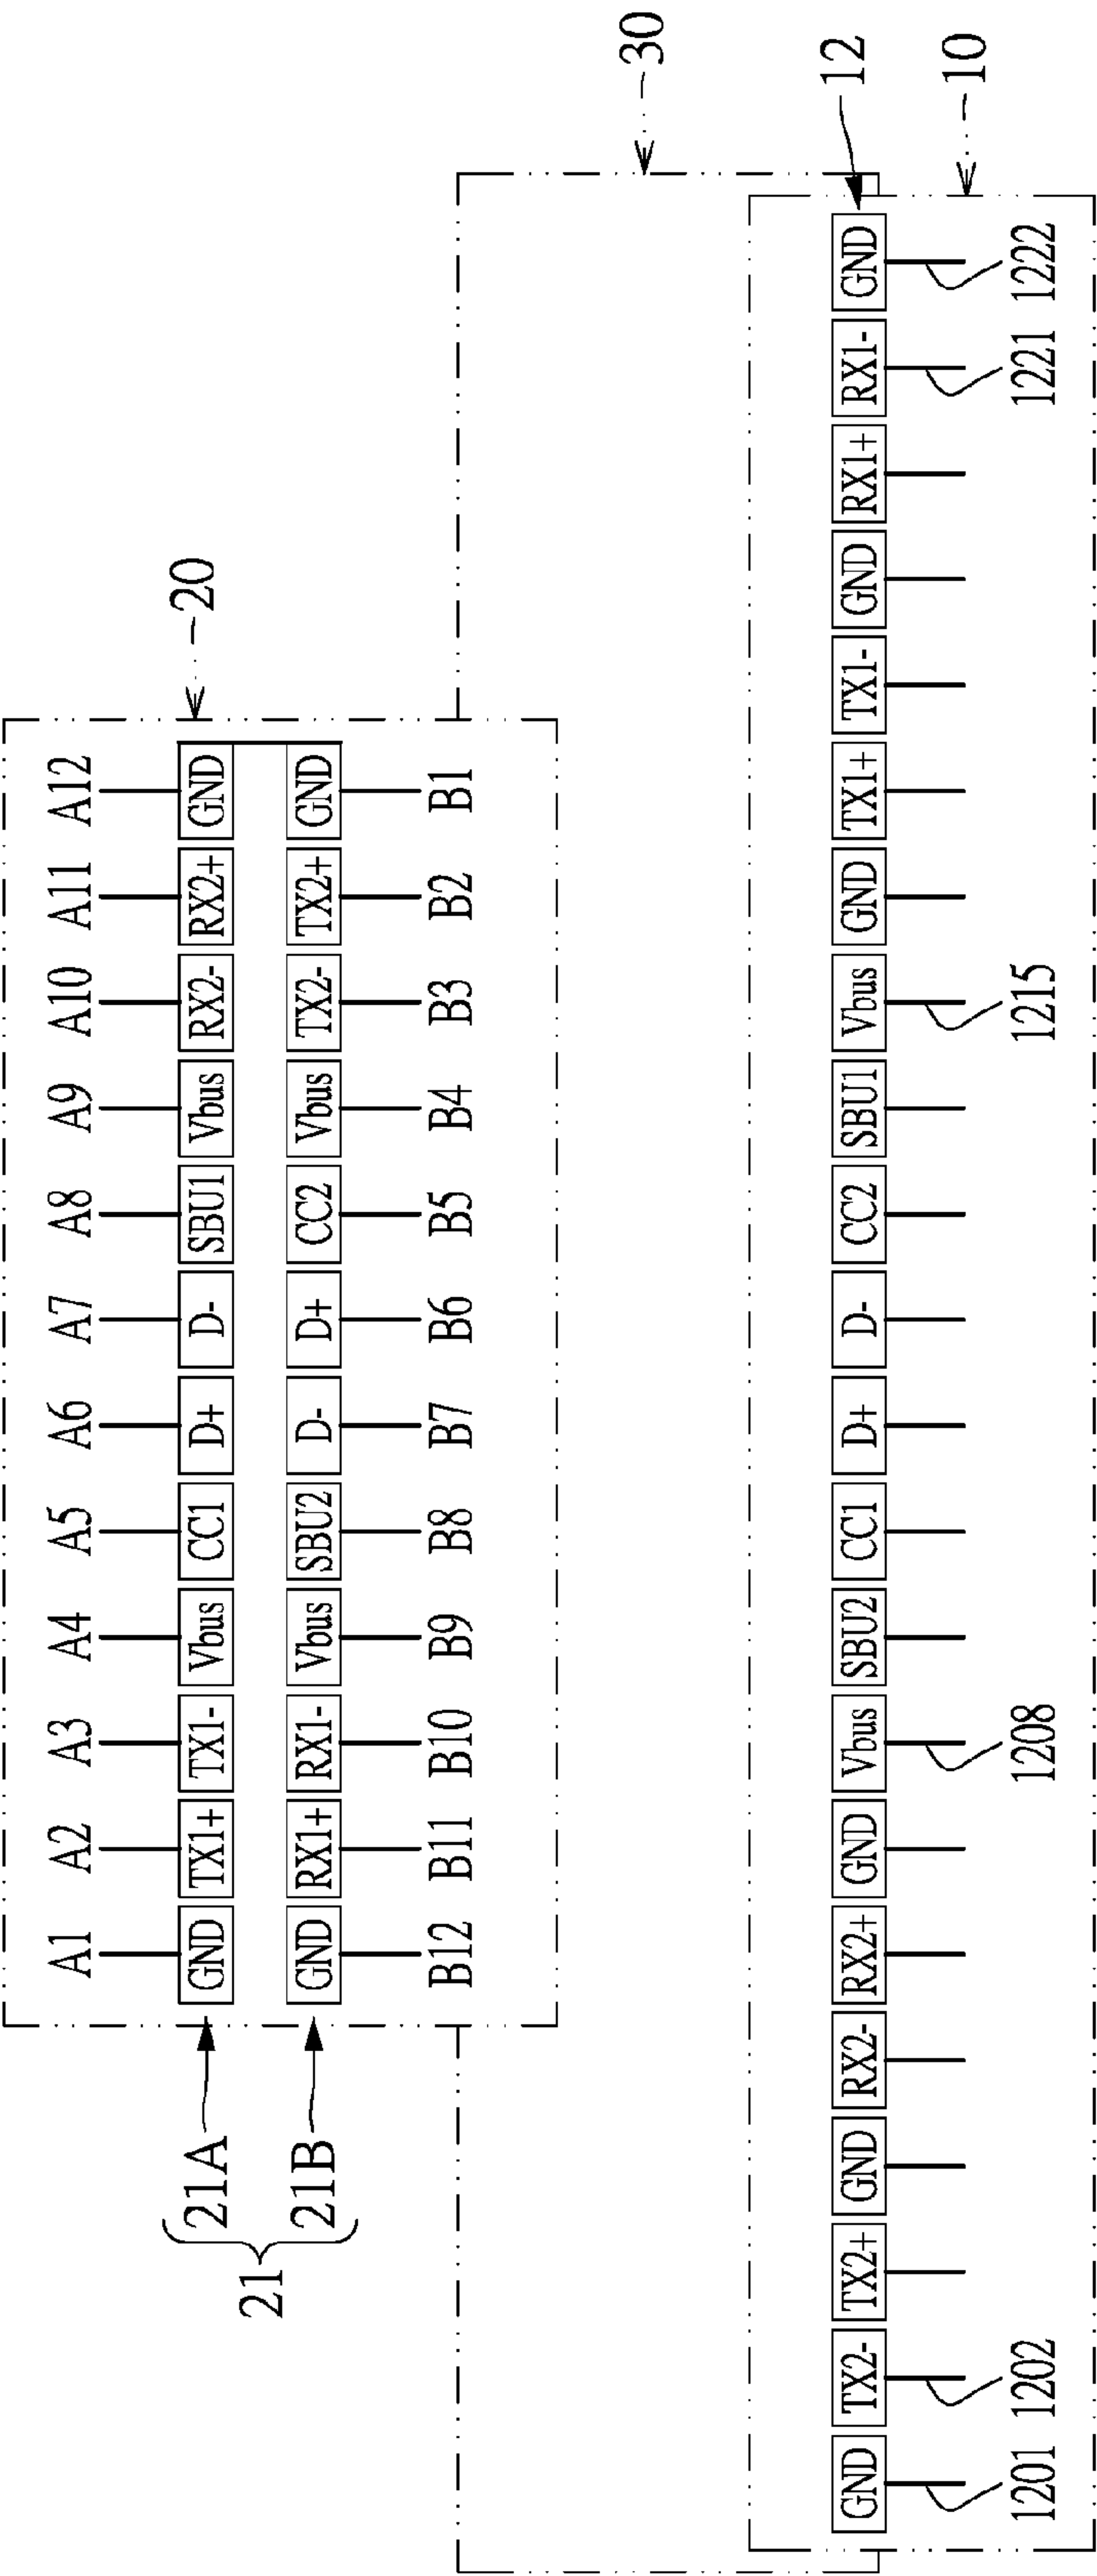 A1 A2 A3 A4 A5 A6 A7 A8 A9 A10 A11 A12
21A GND TX1+ TX1- Vbus CC1 D+ D- SBU1 Vbus RX2- RX2+ GND 20
21
21B GND RX1+ RX1- Vbus SBU2 D- D+ CC2 Vbus TX2- TX2+ GND
B12 B11 B10 B9 B8 B7 B6 B5 B4 B3 B2 B1
30
12
GND TX2- TX2+ GND RX2- RX2+ GND Vbus SBU2 CC1 D+ D- CC2 SBU1 Vbus GND TX1+ TX1- GND RX1+ RX1- GND
10
1201 1202 1208 1215 1221 1222